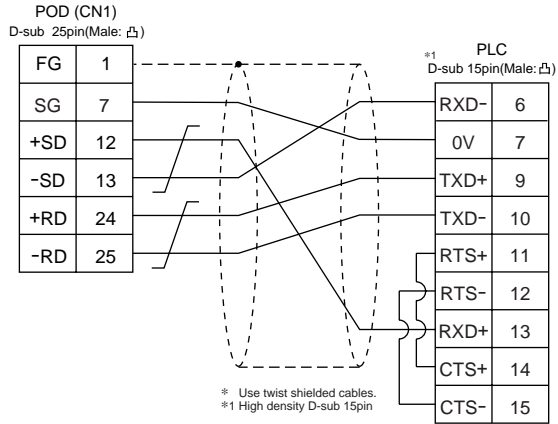 POD (CN1)
D-sub 25pin(Male: 凸)
FG 1
SG 7
+SD 12
-SD 13
+RD 24
-RD 25
*1 PLC
D-sub 15pin(Male:凸)
RXD- 6
0V 7
TXD+ 9
TXD- 10
RTS+ 11
RTS- 12
RXD+ 13
CTS+ 14
CTS- 15
* Use twist shielded cables.
*1 High density D-sub 15pin